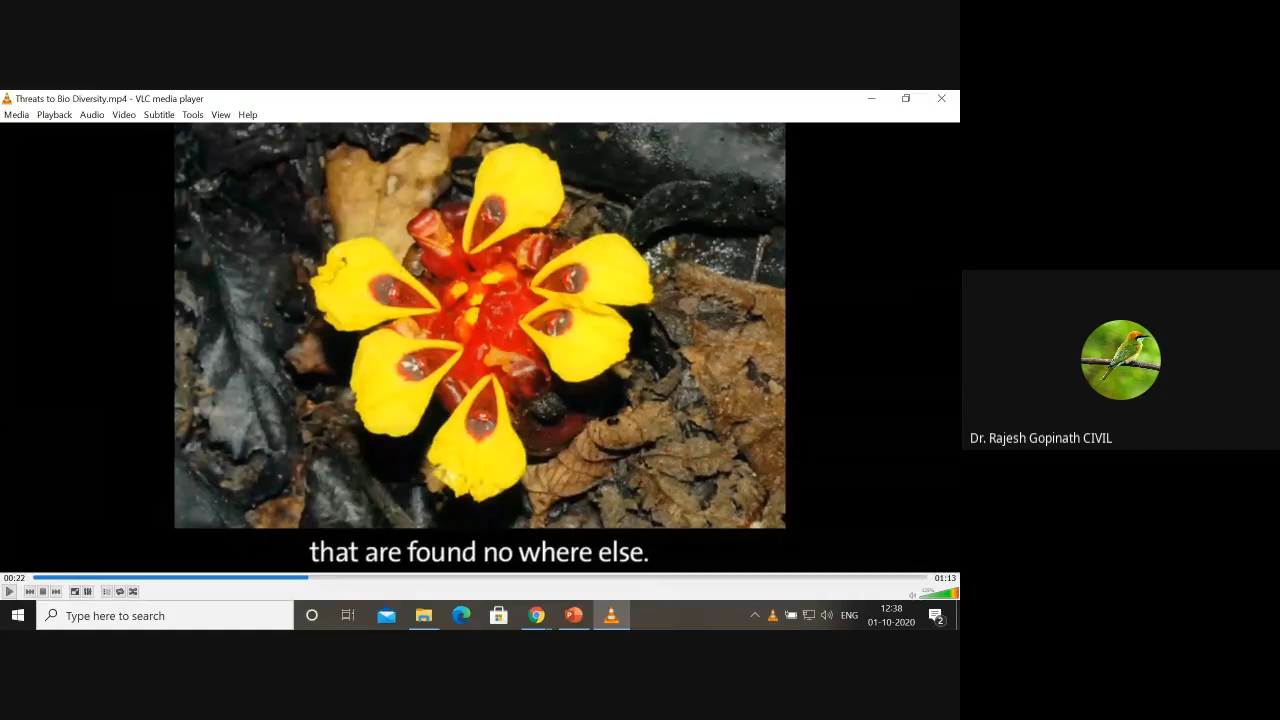 Threats to Bio Diversity.mp4 - VLC media player
Media Playback Audio Video Subtitle Tools View Help
that are found no where else.
00:22
01:13
Type here to search
ENG
12:38
01-10-2020
2
Dr. Rajesh Gopinath CIVIL